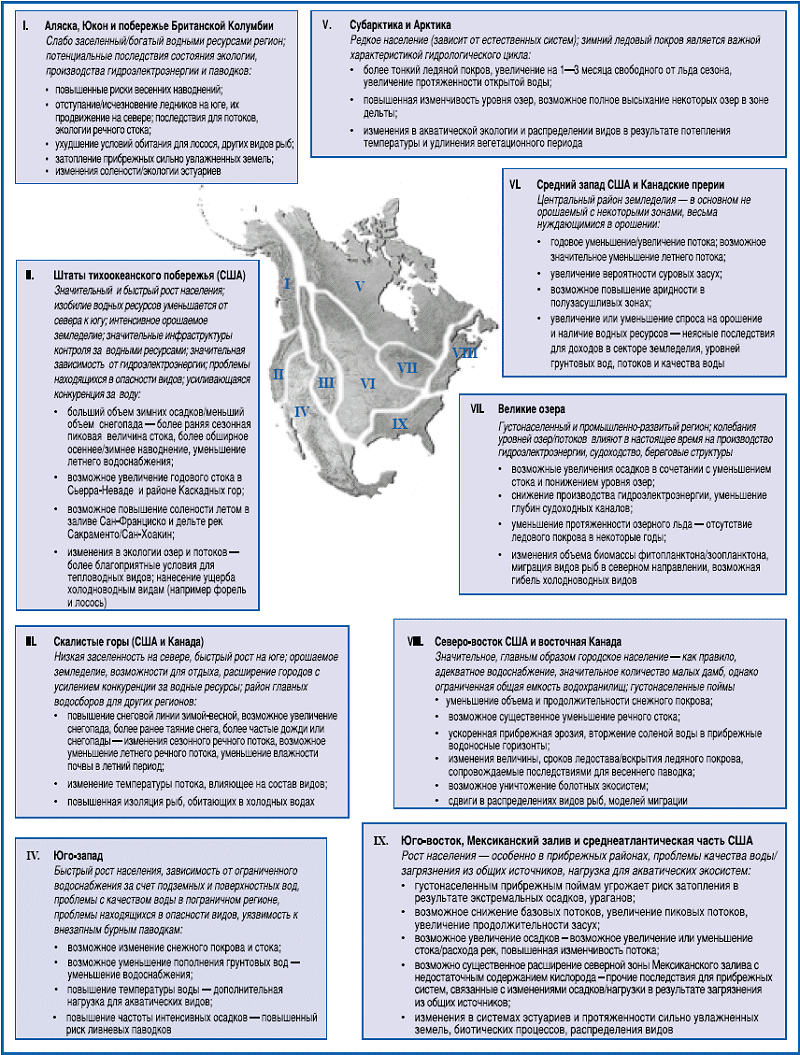 I. Аляска, Юкон и побережье Британской Колумбии
Слабо заселенный/богатый водными ресурсами регион;
потенциальные последствия состояния экологии,
производства гидроэлектроэнергии и паводков:
• повышенные риски весенних наводнений;
• отступание/исчезновение ледников на юге, их
продвижение на севере; последствия для потоков,
экологии речного стока;
• ухудшение условий обитания для лосося, других видов рыб;
• затопление прибрежных сильно увлажненных земель;
• изменения солености/экологии эстуариев
V. Субарктика и Арктика
Редкое население (зависит от естественных систем); зимний ледовый покров является важной
характеристикой гидрологического цикла:
• более тонкий ледяной покров, увеличение на 1—3 месяца свободного от льда сезона,
увеличение протяженности открытой воды;
• повышенная изменчивость уровня озер, возможное полное высыхание некоторых озер в зоне
дельты;
• изменения в акватической экологии и распределении видов в результате потепления
температуры и удлинения вегетационного периода
VI. Средний запад США и Канадские прерии
Центральный район земледелия — в основном не
орошаемый с некоторыми зонами, весьма
нуждающимися в орошении:
• годовое уменьшение/увеличение потока; возможное
значительное уменьшение летнего потока;
• увеличение вероятности суровых засух;
• возможное повышение аридности в
полузасушливых зонах;
• увеличение или уменьшение спроса на орошение
и наличие водных ресурсов — неясные последствия
для доходов в секторе земледелия, уровней
грунтовых вод, потоков и качества воды
II. Штаты тихоокеанского побережья (США)
Значительный и быстрый рост населения;
изобилие водных ресурсов уменьшается от
севера к югу; интенсивное орошаемое
земледелие; значительные инфраструктуры
контроля за водными ресурсами; значительная
зависимость от гидроэлектроэнергии; проблемы
находящихся в опасности видов; усиливающаяся
конкуренция за воду:
• больший объем зимних осадков/меньший
объем снегопада — более ранняя сезонная
пиковая величина стока, более обширное
осеннее/зимнее наводнение, уменьшение
летнего водоснабжения;
• возможное увеличение годового стока в
Сьерра-Неваде и районе Каскадных гор;
• возможное повышение солености летом в
заливе Сан-Франциско и дельте рек
Сакраменто/Сан-Хоакин;
• изменения в экологии озер и потоков —
более благоприятные условия для
тепловодных видов; нанесение ущерба
холодноводным видам (например форель
и лосось)
I
V
II
III
IV
VI
VII
VIII
IX
VII. Великие озера
Густонаселенный и промышленно-развитый регион; колебания
уровней озер/потоков влияют в настоящее время на производство
гидроэлектроэнергии, судоходство, береговые структуры
• возможные увеличения осадков в сочетании с уменьшением
стока и понижением уровня озер;
• снижение производства гидроэлектроэнергии, уменьшение
глубин судоходных каналов;
• уменьшение протяженности озерного льда — отсутствие
ледового покрова в некоторые годы;
• изменения объема биомассы фитопланктона/зоопланктона,
миграция видов рыб в северном направлении, возможная
гибель холодноводных видов
III. Скалистые горы (США и Канада)
Низкая заселенность на севере, быстрый рост на юге; орошаемое
земледелие, возможности для отдыха, расширение городов с
усилением конкуренции за водные ресурсы; район главных
водосборов для других регионов:
• повышение снеговой линии зимой-весной, возможное увеличение
снегопада, более ранее таяние снега, более частые дожди или
снегопады — изменения сезонного речного потока, возможное
уменьшение летнего речного потока, уменьшение влажности
почвы в летний период;
• изменение температуры потока, влияющее на состав видов;
• повышенная изоляция рыб, обитающих в холодных водах
VIII. Северо-восток США и восточная Канада
Значительное, главным образом городское население — как правило,
адекватное водоснабжение, значительное количество малых дамб, однако
ограниченная общая емкость водохранилищ; густонаселенные поймы
• уменьшение объема и продолжительности снежного покрова;
• возможное существенное уменьшение речного стока;
• ускоренная прибрежная эрозия, вторжение соленой воды в прибрежные
водоносные горизонты;
• изменения величины, сроков ледостава/вскрытия ледяного покрова,
сопровождаемые последствиями для весеннего паводка;
• возможное уничтожение болотных экосистем;
• сдвиги в распределениях видов рыб, моделей миграции
IV. Юго-запад
Быстрый рост населения, зависимость от ограниченного
водоснабжения за счет подземных и поверхностных вод,
проблемы с качеством воды в пограничном регионе,
проблемы находящихся в опасности видов, уязвимость к
внезапным бурным паводкам:
• возможное изменение снежного покрова и стока;
• возможное уменьшение пополнения грунтовых вод —
уменьшение водоснабжения;
• повышение температуры воды — дополнительная
нагрузка для акватических видов;
• повышение частоты интенсивных осадков — повышенный
риск ливневых паводков
IX. Юго-восток, Мексиканский залив и среднеатлантическая часть США
Рост населения — особенно в прибрежных районах, проблемы качества воды/
загрязнения из общих источников, нагрузка для акватических экосистем:
• густонаселенным прибрежным поймам угрожает риск затопления в
результате экстремальных осадков, ураганов;
• возможное снижение базовых потоков, увеличение пиковых потоков,
увеличение продолжительности засух;
• возможное увеличение осадков – возможное увеличение или уменьшение
стока/расхода рек, повышенная изменчивость потока;
• возможно существенное расширение северной зоны Мексиканского залива с
недостаточным содержанием кислорода – прочие последствия для прибрежных
систем, связанные с изменениями осадков/нагрузки в результате загрязнения
из общих источников;
• изменения в системах эстуариев и протяженности сильно увлажненных
земель, биотических процессов, распределения видов